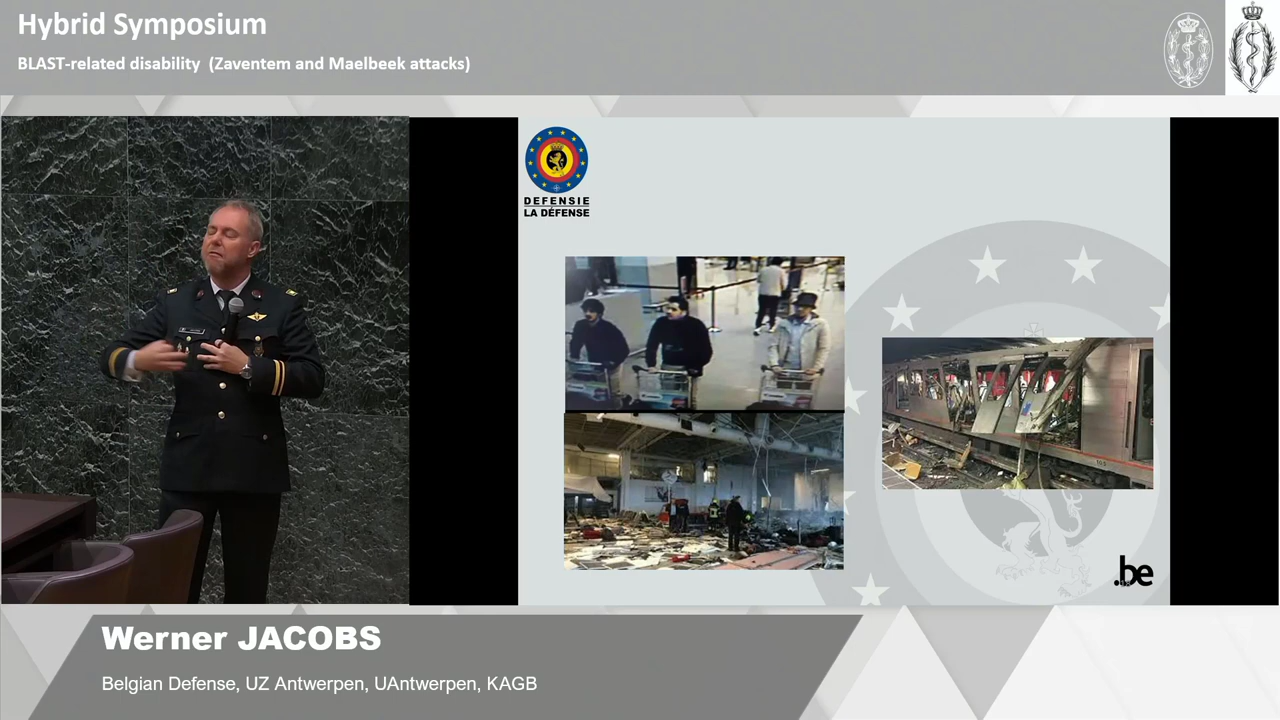 Hybrid Symposium
BLAST-related disability (Zaventem and Maelbeek attacks)
DEFENSIE
LA DÉFENSE
.be
Werner JACOBS
Belgian Defense, UZ Antwerpen, UAntwerpen, KAGB